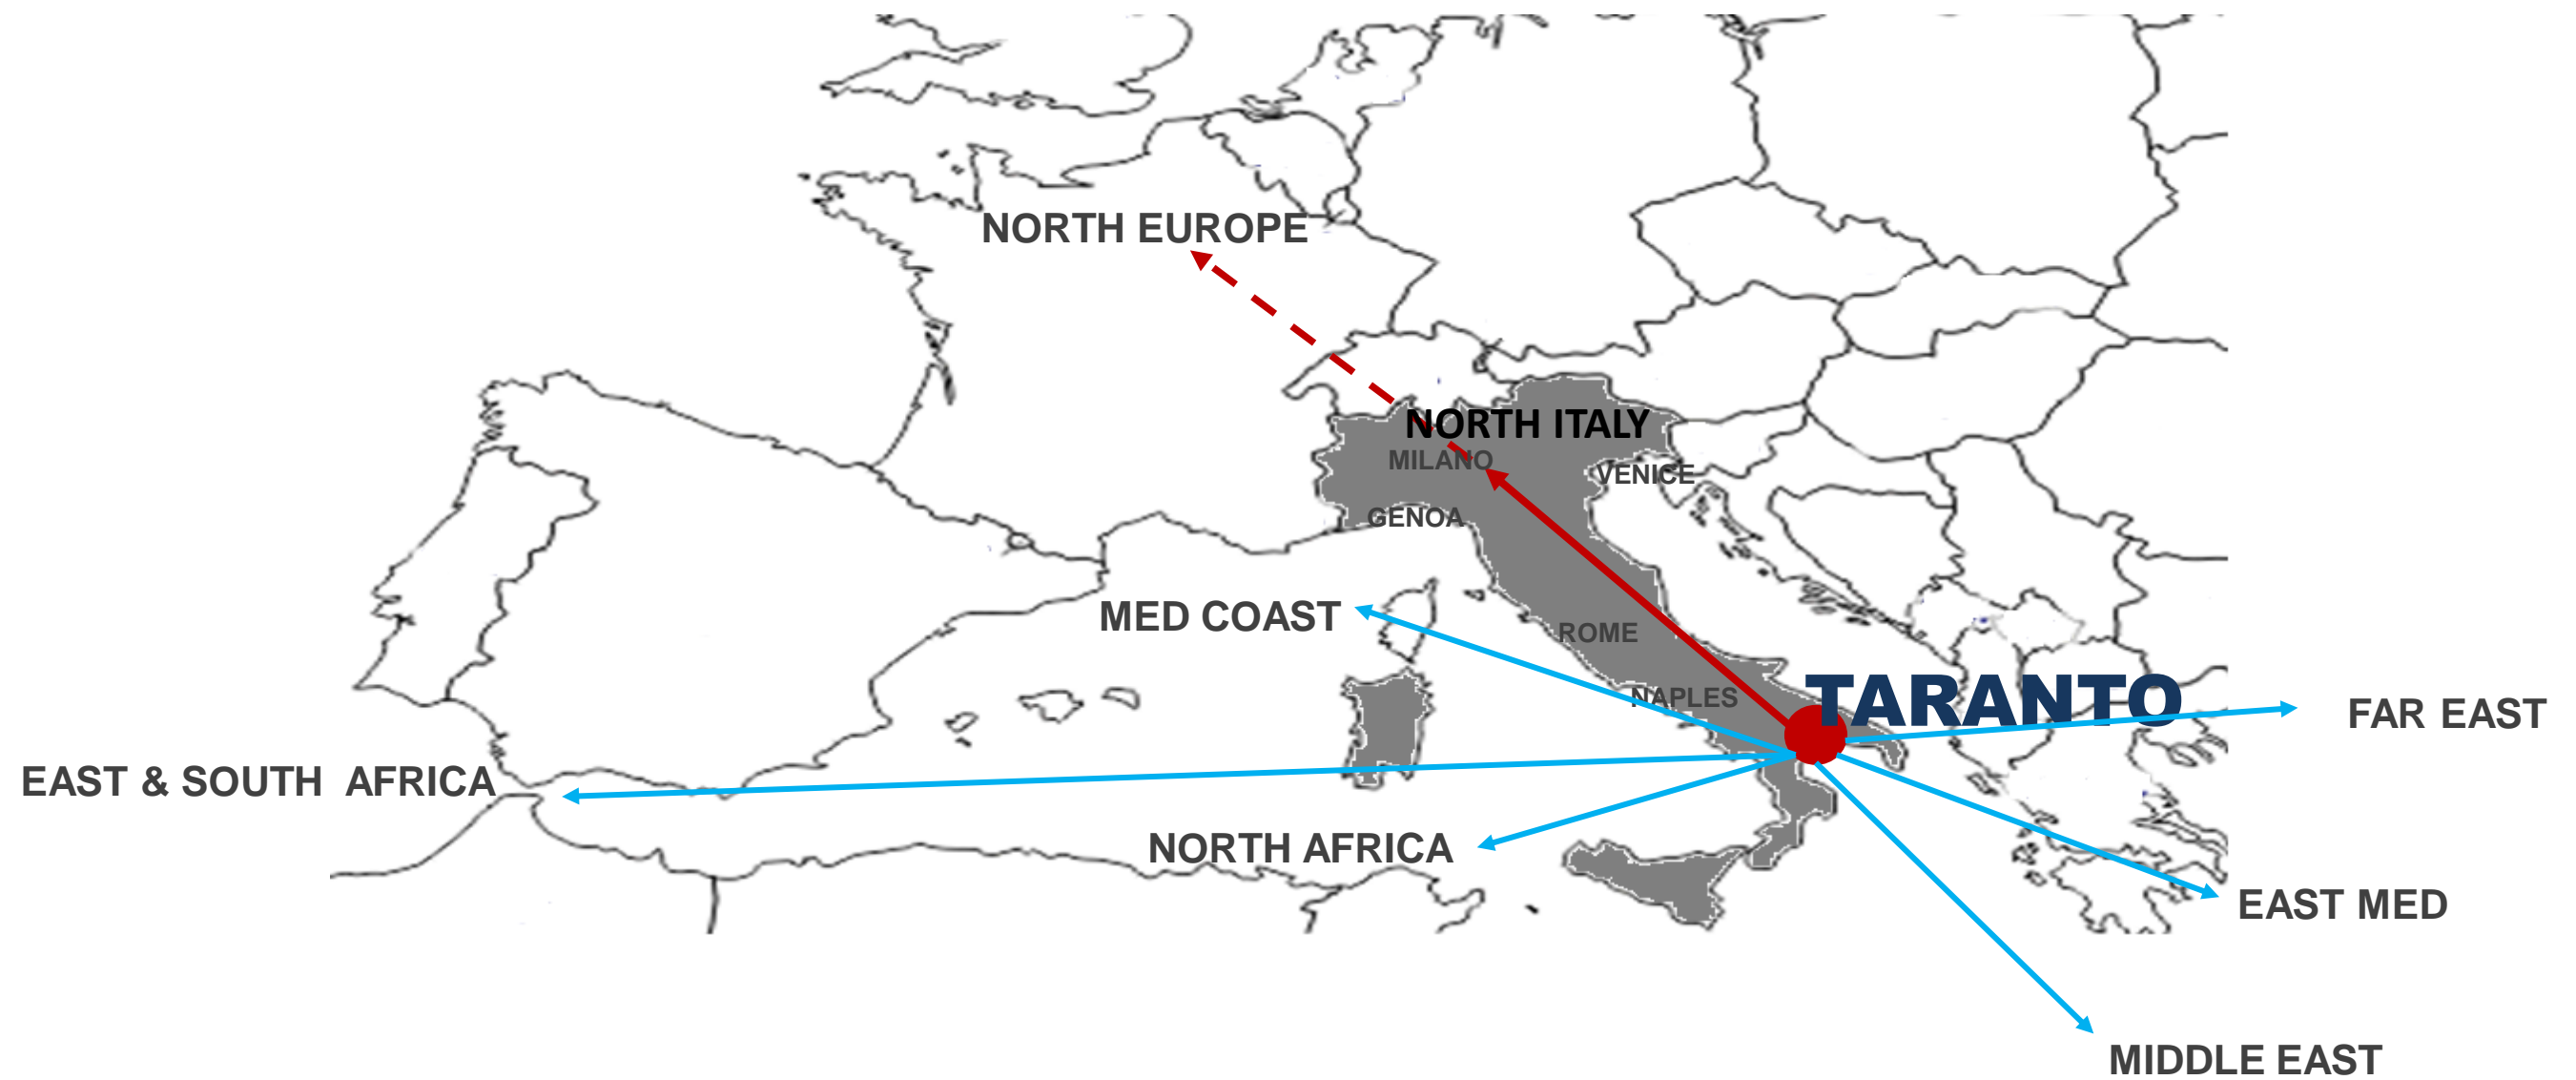 NORTH EUROPE
NORTH ITALY
MILANO
VENICE
GENOA
MED COAST
ROME
NAPLES
TARANTO
FAR EAST
EAST & SOUTH AFRICA
NORTH AFRICA
EAST MED
MIDDLE EAST